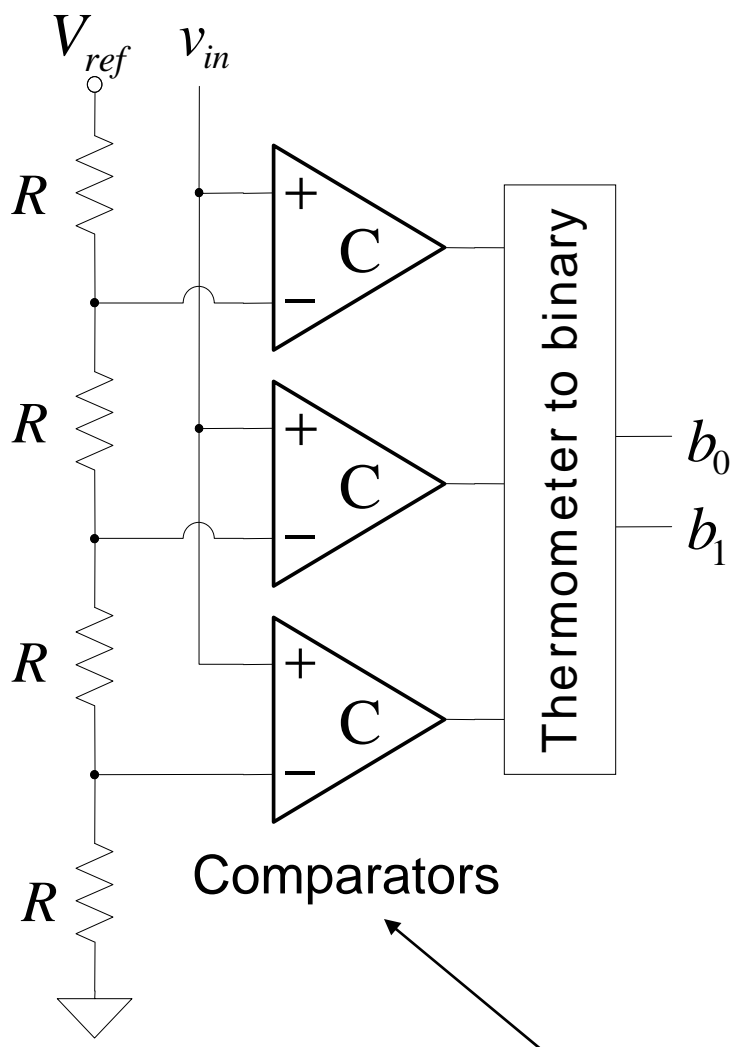 V_ref v_in
R
+
C
−
R
+
C
−
R
+
C
−
R
Thermometer to binary
b_0
b_1
Comparators